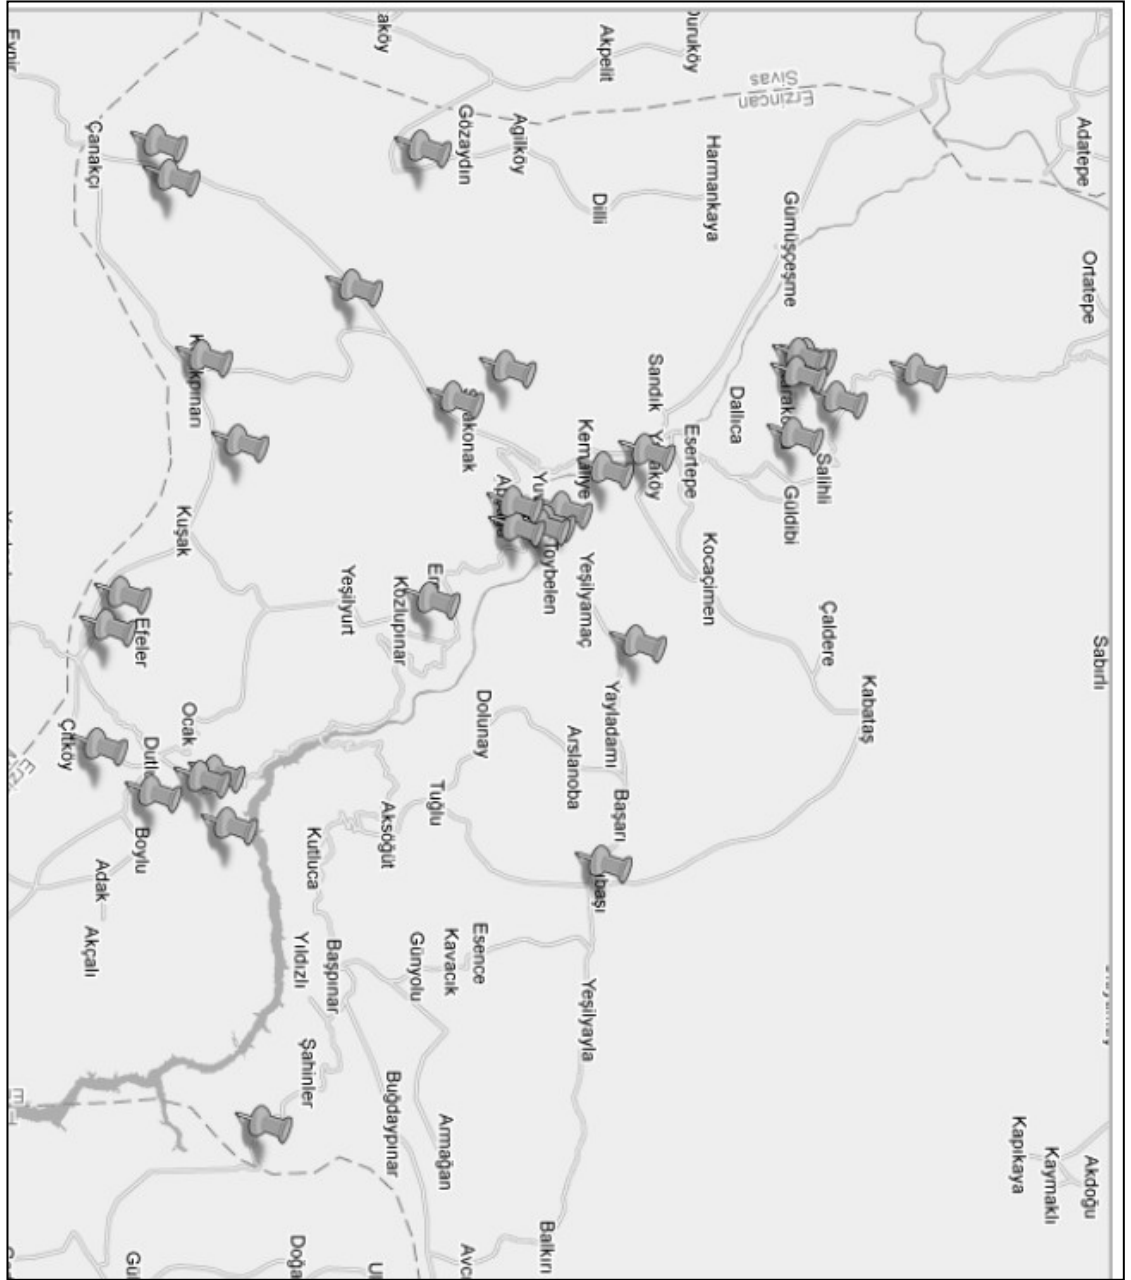 Sabırlı
Akdoğu
Ortatepe
Adatepe
Kaymaklı
Kapıkaya
Kabataş
Çaldere
Salihli
Erzincan
Sivas
Gümüşçeşme
Güldibi
Dallıca
Harmankaya
Kocaçimen
Esertepe
Sandık
Başarı
Yayladamı
Akpelit
Dilli
Yeşilyayla
Kemaliye
Yeşilyamaç
Arslanoba
Toybelen
Balkırı
Agilköy
Dolunay
Esence
Gözaydın
Kavacık
Armağan
Tuğlu
Günyolu
Kozlupınar
Buğdaypınar
Aksöğüt
Yeşilyurt
Başpınar
Kutluca
Şahinler
Yıldızlı
Ocak
Kuşak
Efeler
Boylu
Adak
Çanakçı
Akçalı
Çitköy